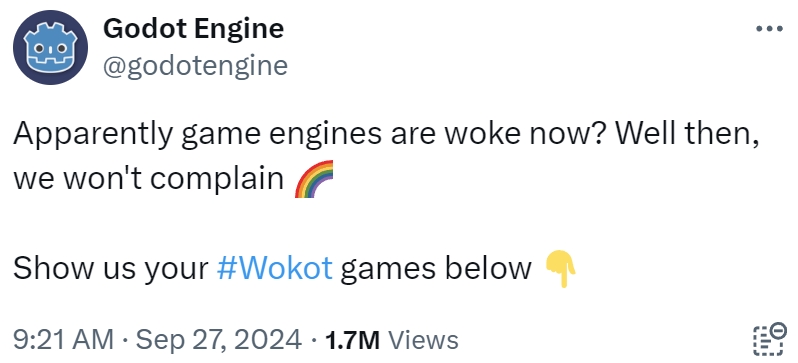 Godot Engine
@godotengine
Apparently game engines are woke now? Well then,
we won't complain 🌈
Show us your #Wokot games below 👇
9:21 AM · Sep 27, 2024 · 1.7M Views